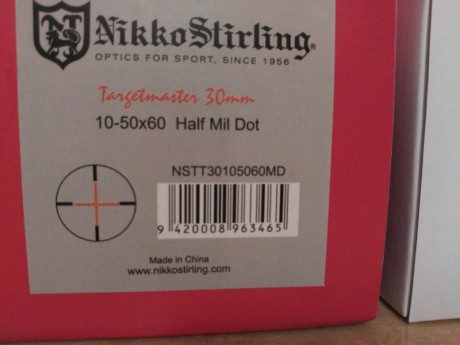 NikkoStirling®
OPTICS FOR SPORT, SINCE 1956
Targetmaster 30mm
10-50x60 Half Mil Dot
NSTT30105060MD
9 420008 963465
Made in China
www.nikkostirling.com